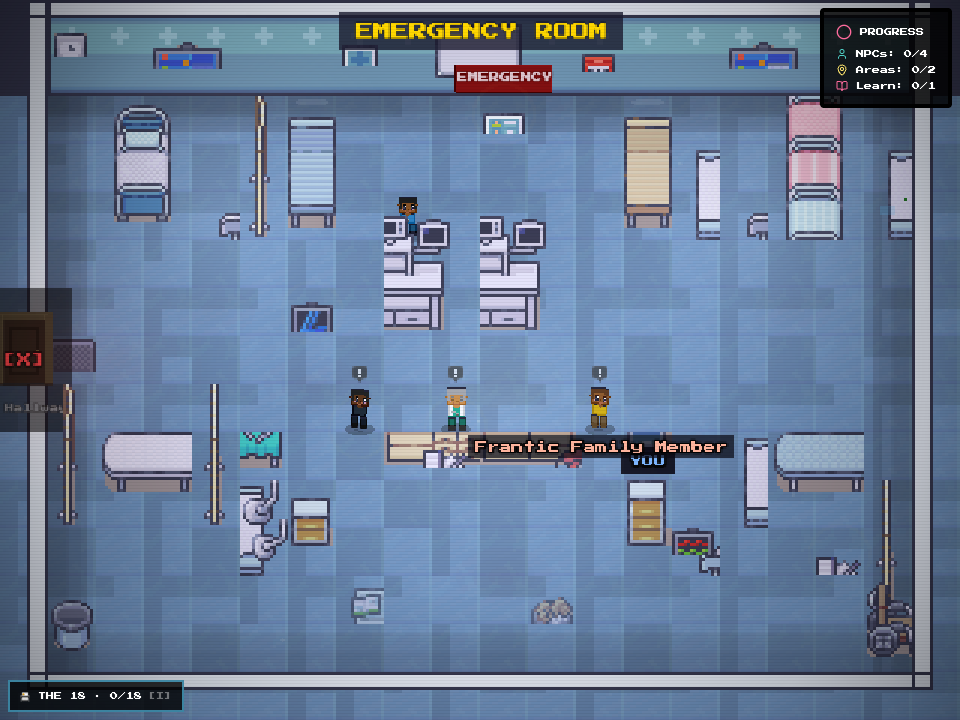 EMERGENCY ROOM
EMERGENCY
PROGRESS
NPCs: 0/4
Areas: 0/2
Learn: 0/1
!
!
!
[X]
Hallway
Frantic Family Member
YOU
THE 18 · 0/18 [I]